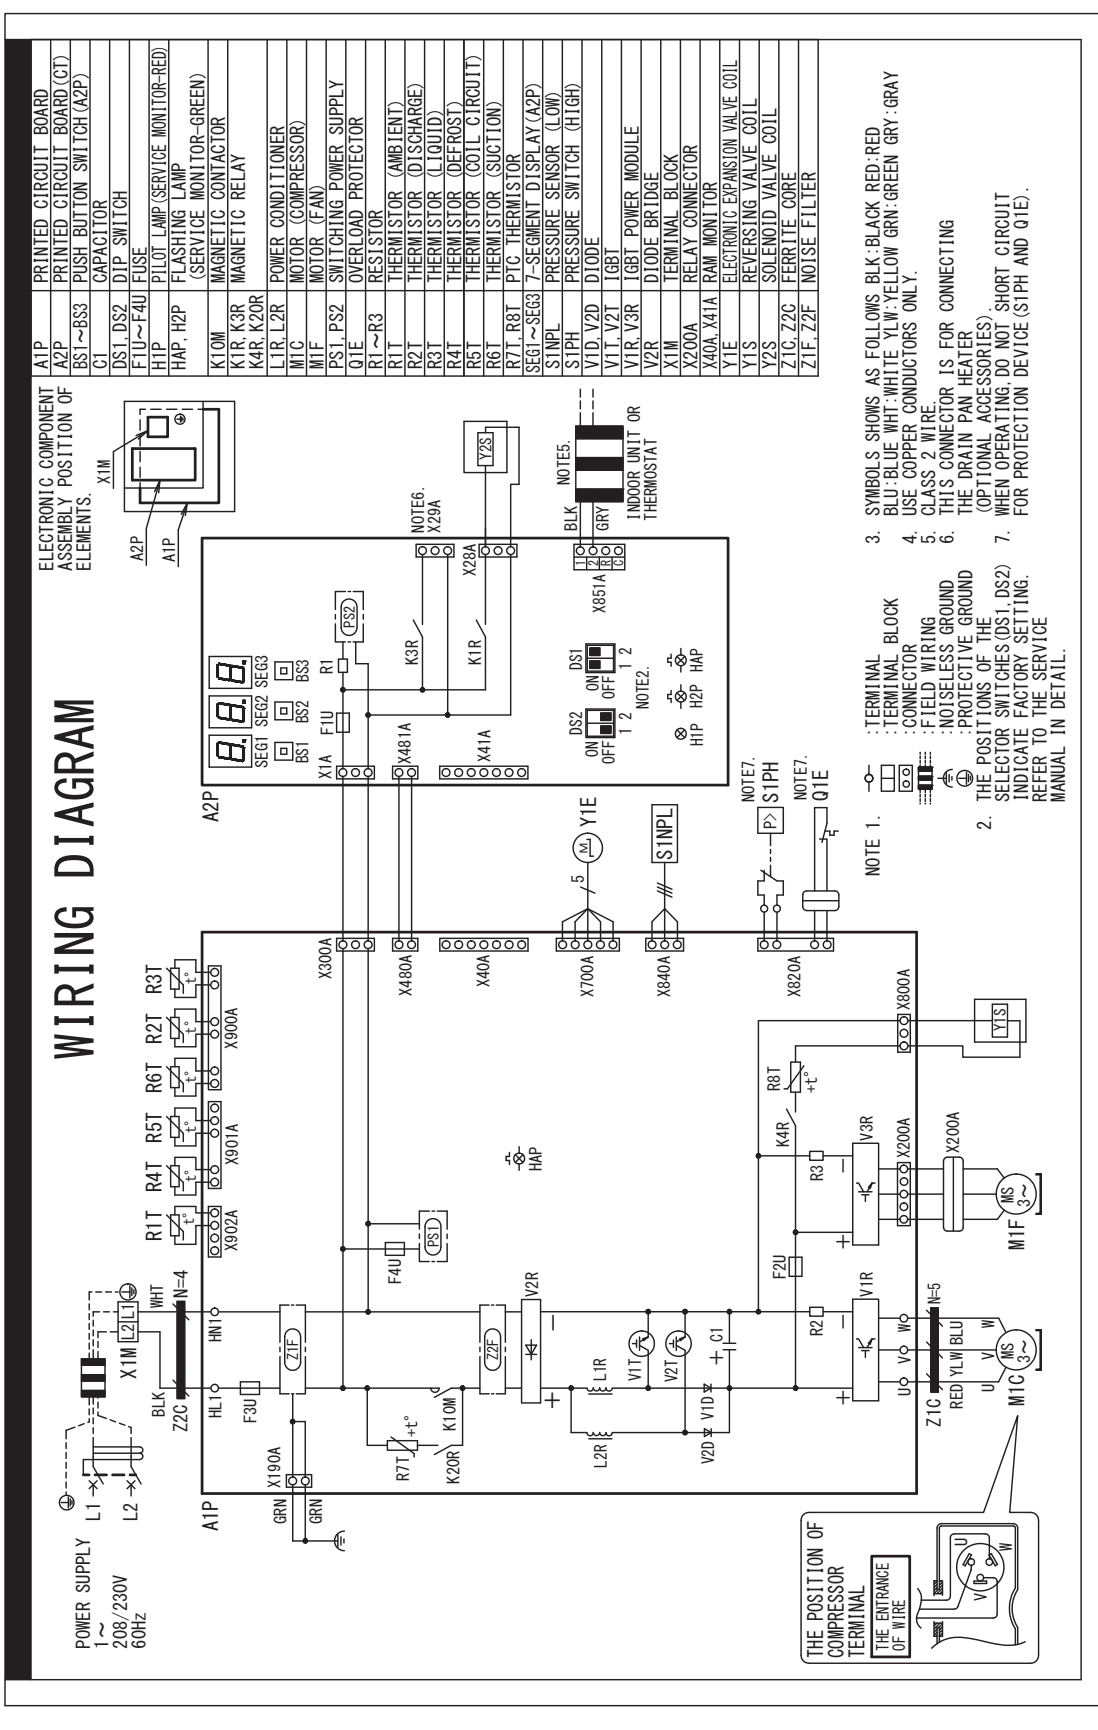 WIRING DIAGRAM
POWER SUPPLY
1~
208/230V
60Hz
L1
L2
X1M
L2
L1
BLK
WHT
Z2C
N=4
HL1
HN1
A1P
F3U
X190A
GRN
GRN
Z1F
R7T
+t°
K10M
K20R
Z2F
V2R
L1R
L2R
V1T
V2T
V1D
V2D
C1
F4U
PS1
HAP
R1T
t°
R4T
t°
R5T
t°
R6T
t°
R2T
t°
R3T
t°
X902A
X901A
X900A
X300A
X480A
X40A
X700A
X840A
X820A
X800A
5
Y1E
M
S1NPL
NOTE7.
S1PH
P>
NOTE7.
Q1E
R2
V1R
F2U
R3
V3R
K4R
R8T
+t°
X200A
X200A
Y1S
MS
3~
M1F
U
V
W
Z1C
N=5
RED
YLW
BLU
U
V
W
MS
3~
M1C
THE POSITION OF
COMPRESSOR
TERMINAL
THE ENTRANCE
OF WIRE
U
V
W
A2P
X1A
X481A
X41A
SEG1
SEG2
SEG3
BS1
BS2
BS3
F1U
R1
PS2
K3R
K1R
NOTE6.
X29A
X28A
Y2S
X851A
1
2
R
C
NOTE5.
BLK
GRY
INDOOR UNIT OR
THERMOSTAT
DS2
ON
OFF
1 2
DS1
ON
OFF
1 2
NOTE2.
H1P
H2P
HAP
ELECTRONIC COMPONENT
ASSEMBLY POSITION OF
ELEMENTS.
X1M
A2P
A1P
A1P PRINTED CIRCUIT BOARD
A2P PRINTED CIRCUIT BOARD(CT)
BS1~BS3 PUSH BUTTON SWITCH(A2P)
C1 CAPACITOR
DS1,DS2 DIP SWITCH
F1U~F4U FUSE
H1P PILOT LAMP(SERVICE MONITOR-RED)
HAP,H2P FLASHING LAMP
(SERVICE MONITOR-GREEN)
K10M MAGNETIC CONTACTOR
K1R,K3R MAGNETIC RELAY
K4R,K20R
L1R,L2R POWER CONDITIONER
M1C MOTOR (COMPRESSOR)
M1F MOTOR (FAN)
PS1,PS2 SWITCHING POWER SUPPLY
Q1E OVERLOAD PROTECTOR
R1~R3 RESISTOR
R1T THERMISTOR (AMBIENT)
R2T THERMISTOR (DISCHARGE)
R3T THERMISTOR (LIQUID)
R4T THERMISTOR (DEFROST)
R5T THERMISTOR (COIL CIRCUIT)
R6T THERMISTOR (SUCTION)
R7T,R8T PTC THERMISTOR
SEG1~SEG3 7-SEGMENT DISPLAY(A2P)
S1NPL PRESSURE SENSOR (LOW)
S1PH PRESSURE SWITCH (HIGH)
V1D,V2D DIODE
V1T,V2T IGBT
V1R,V3R IGBT POWER MODULE
V2R DIODE BRIDGE
X1M TERMINAL BLOCK
X200A RELAY CONNECTOR
X40A,X41A RAM MONITOR
Y1E ELECTRONIC EXPANSION VALVE COIL
Y1S REVERSING VALVE COIL
Y2S SOLENOID VALVE COIL
Z1C,Z2C FERRITE CORE
Z1F,Z2F NOISE FILTER
NOTE 1.
:TERMINAL
:TERMINAL BLOCK
:CONNECTOR
:FIELD WIRING
:NOISELESS GROUND
:PROTECTIVE GROUND
2. THE POSITIONS OF THE
SELECTOR SWITCHES(DS1,DS2)
INDICATE FACTORY SETTING.
REFER TO THE SERVICE
MANUAL IN DETAIL.
3. SYMBOLS SHOWS AS FOLLOWS BLK:BLACK RED:RED
BLU:BLUE WHT:WHITE YLW:YELLOW GRN:GREEN GRY:GRAY
4. USE COPPER CONDUCTORS ONLY.
5. CLASS 2 WIRE.
6. THIS CONNECTOR IS FOR CONNECTING
THE DRAIN PAN HEATER
(OPTIONAL ACCESSORIES).
7. WHEN OPERATING,DO NOT SHORT CIRCUIT
FOR PROTECTION DEVICE(S1PH AND Q1E).